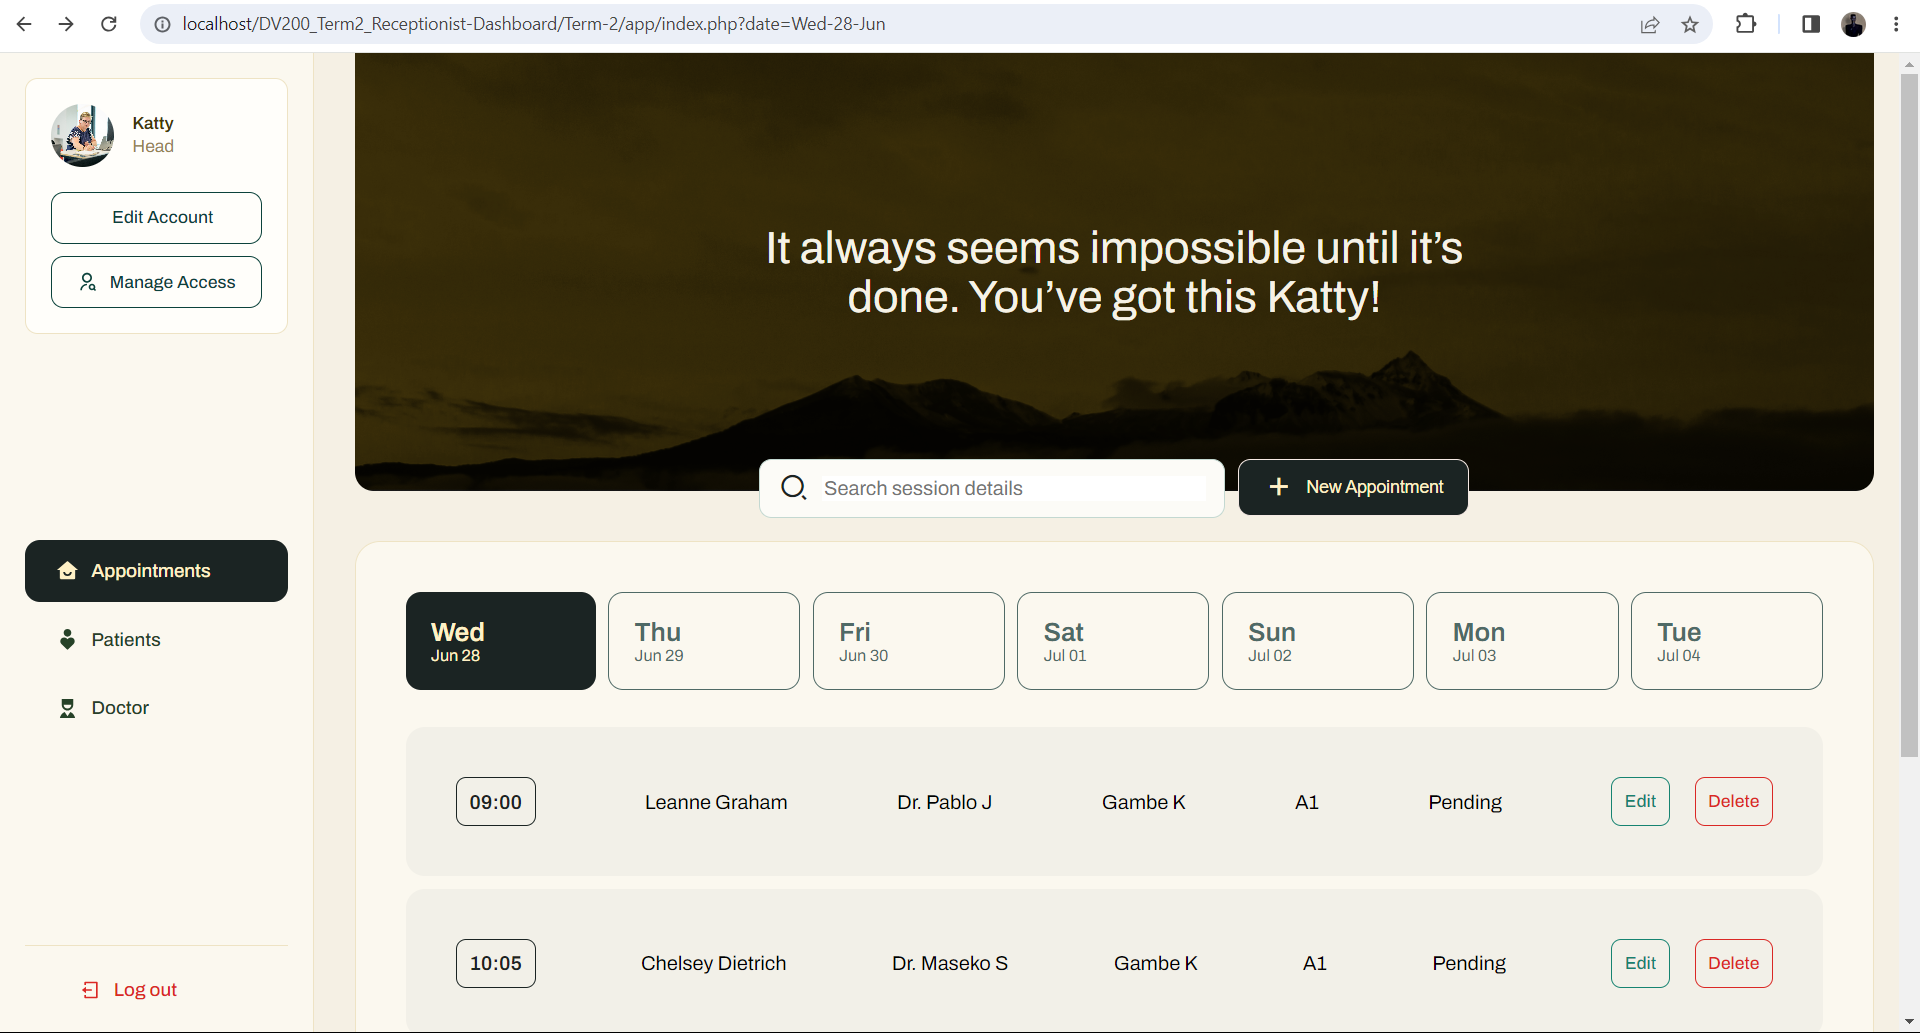 localhost/DV200_Term2_Receptionist-Dashboard/Term-2/app/index.php?date=Wed-28-Jun
Katty
Head
Edit Account
Manage Access
Appointments
Patients
Doctor
Log out
It always seems impossible until it’s
done. You’ve got this Katty!
Search session details
New Appointment
Wed Thu Fri Sat Sun Mon Tue
Jun 28 Jun 29 Jun 30 Jul 01 Jul 02 Jul 03 Jul 04
09:00 Leanne Graham Dr. Pablo J Gambe K A1 Pending Edit Delete
10:05 Chelsey Dietrich Dr. Maseko S Gambe K A1 Pending Edit Delete